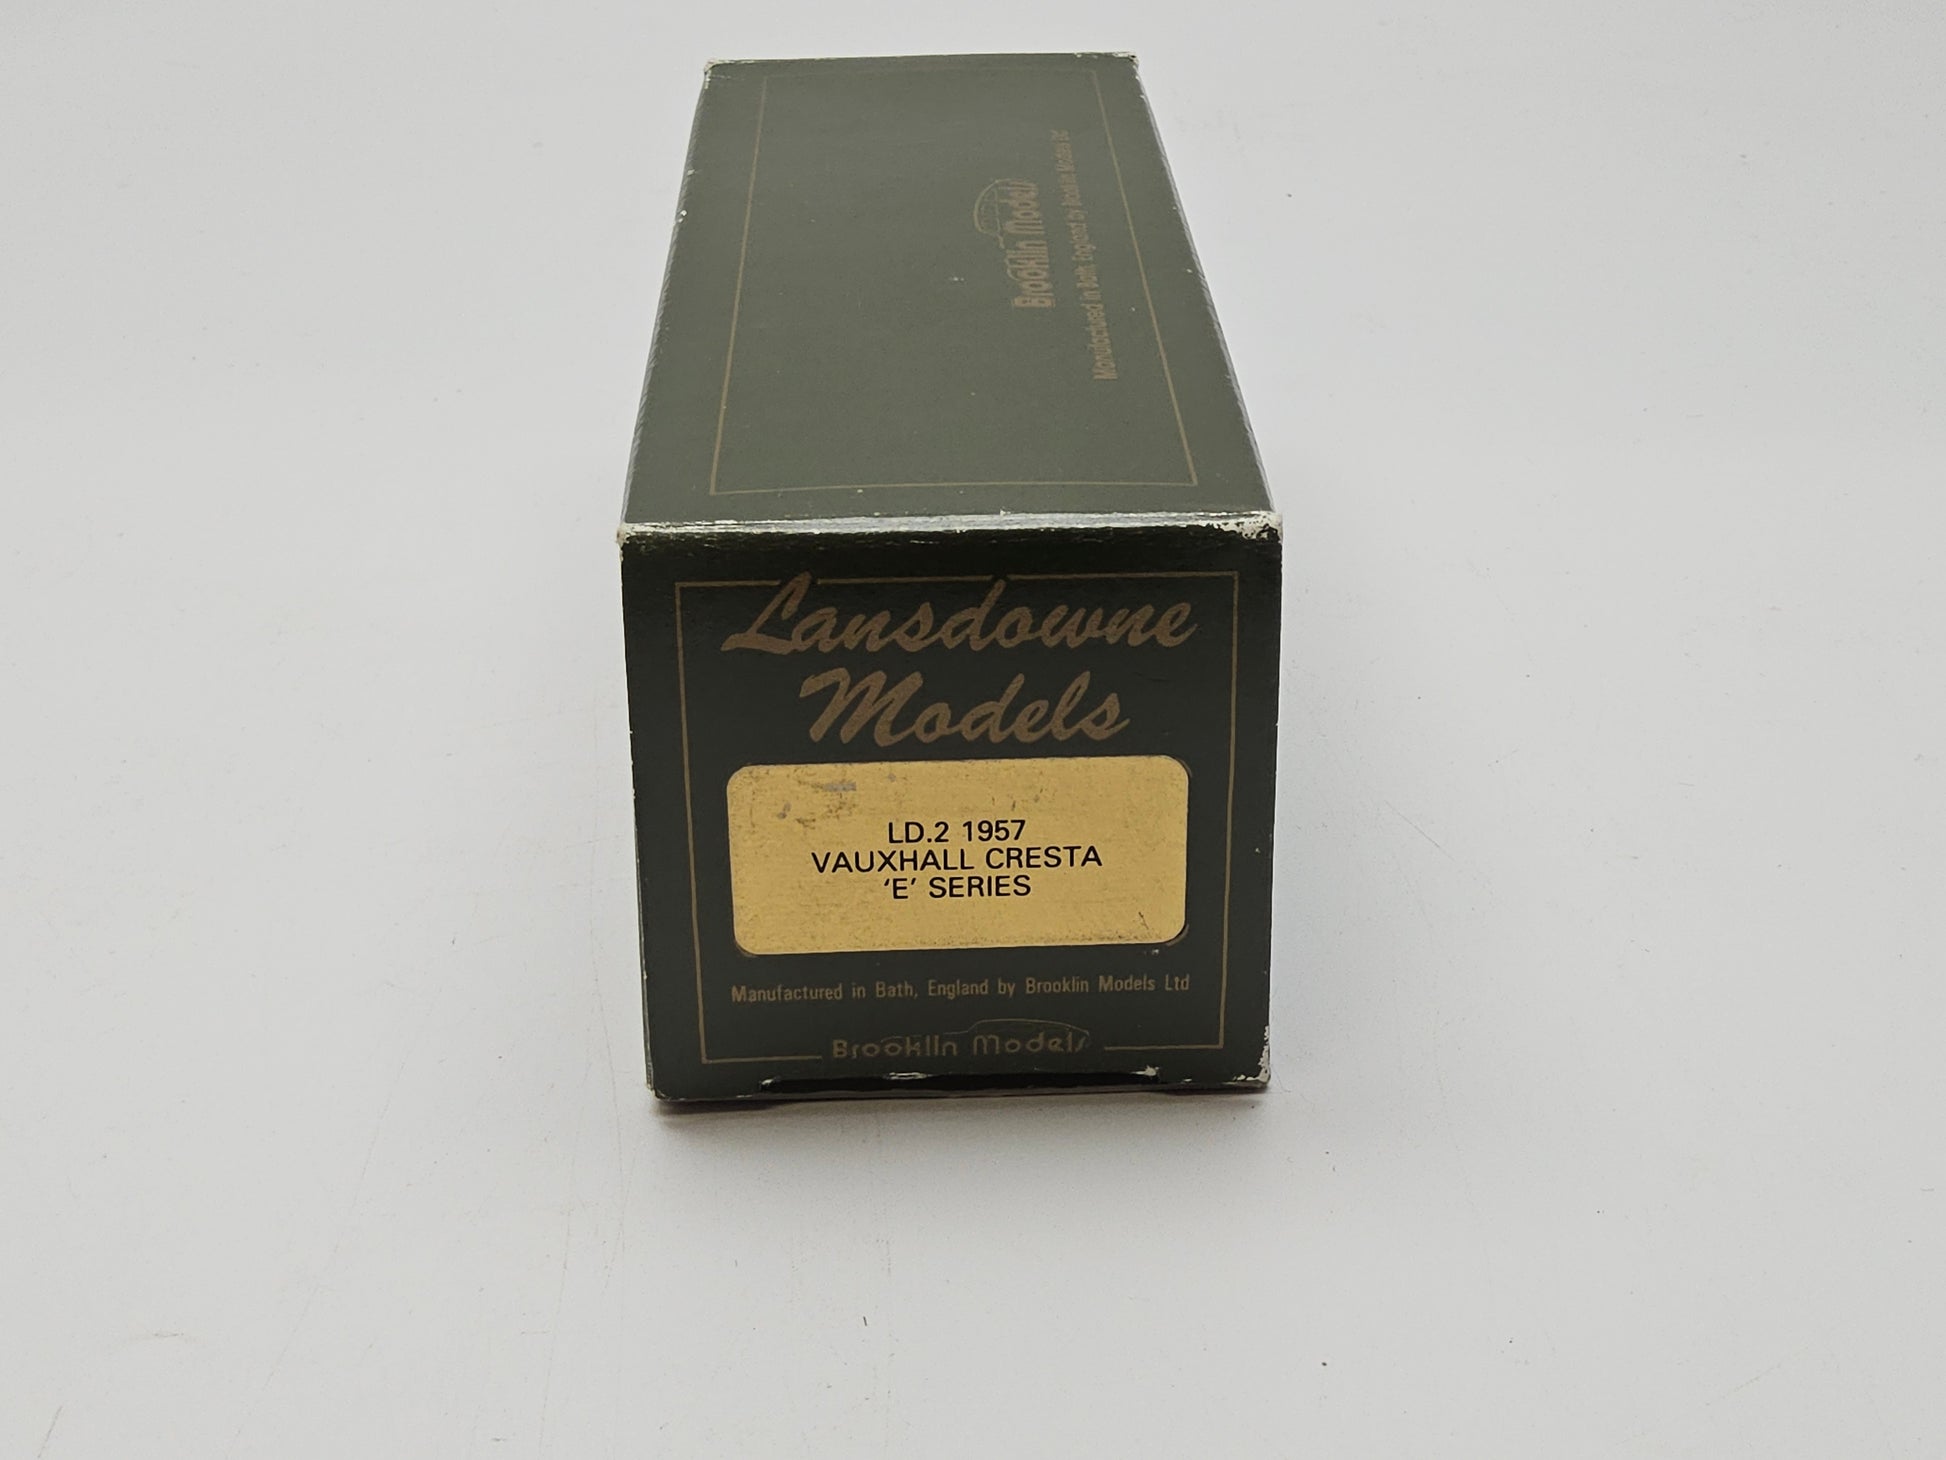 Brooklin Models
Manufactured in Bath, England by Brooklin Models Ltd
Lansdowne
Models
LD.2 1957
VAUXHALL CRESTA
'E' SERIES
Manufactured in Bath, England by Brooklin Models Ltd
Brooklin Models